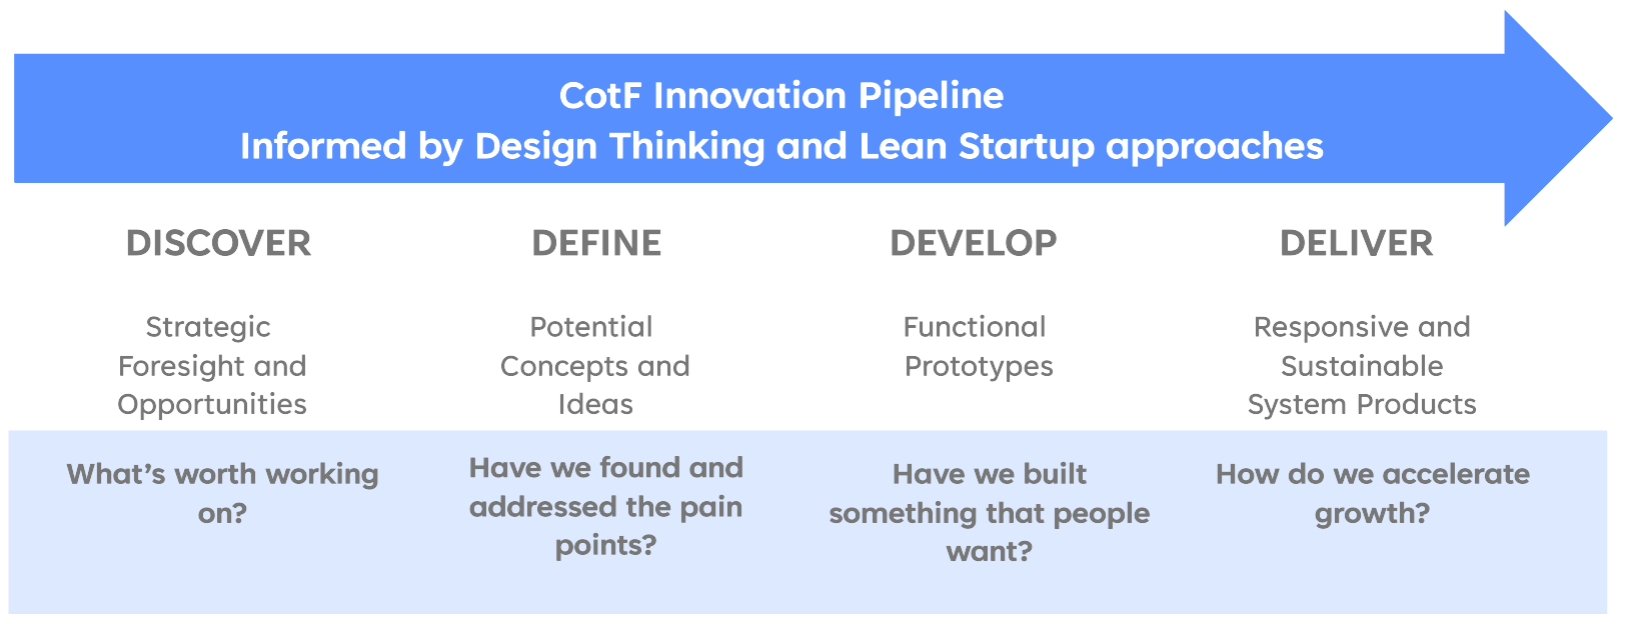 CotF Innovation Pipeline
Informed by Design Thinking and Lean Startup approaches
DISCOVER
Strategic
Foresight and
Opportunities
What’s worth working
on?
DEFINE
Potential
Concepts and
Ideas
Have we found and
addressed the pain
points?
DEVELOP
Functional
Prototypes
Have we built
something that people
want?
DELIVER
Responsive and
Sustainable
System Products
How do we accelerate
growth?